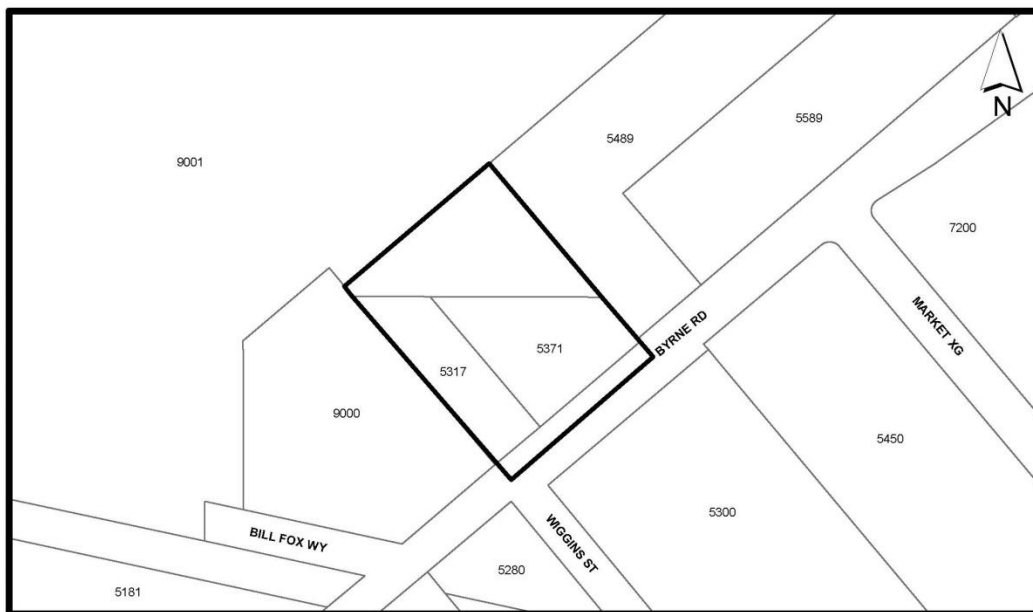 5589
5489
9001
N
7200
BYRNE RD
MARKET XG
5371
5317
9000
5450
5300
WIGGINS ST
BILL FOX WY
5280
5181